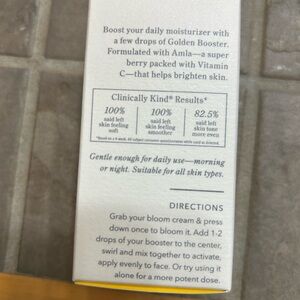 Boost your daily moisturizer with
a few drops of Golden Booster.
Formulated with Amla—a super
berry packed with Vitamin
C—that helps brighten skin.
Clinically Kind® Results*
100%
said left
skin feeling
soft
100%
said left
skin feeling
smoother
82.5%
said left
skin tone
more even
Gentle enough for daily use—morning
or night. Suitable for all skin types.
DIRECTIONS
Grab your bloom cream & press
down once to bloom it. Add 1-2
drops of your booster to the center,
swirl and mix together to activate,
apply evenly to face. Or try using it
alone for a more potent dose.